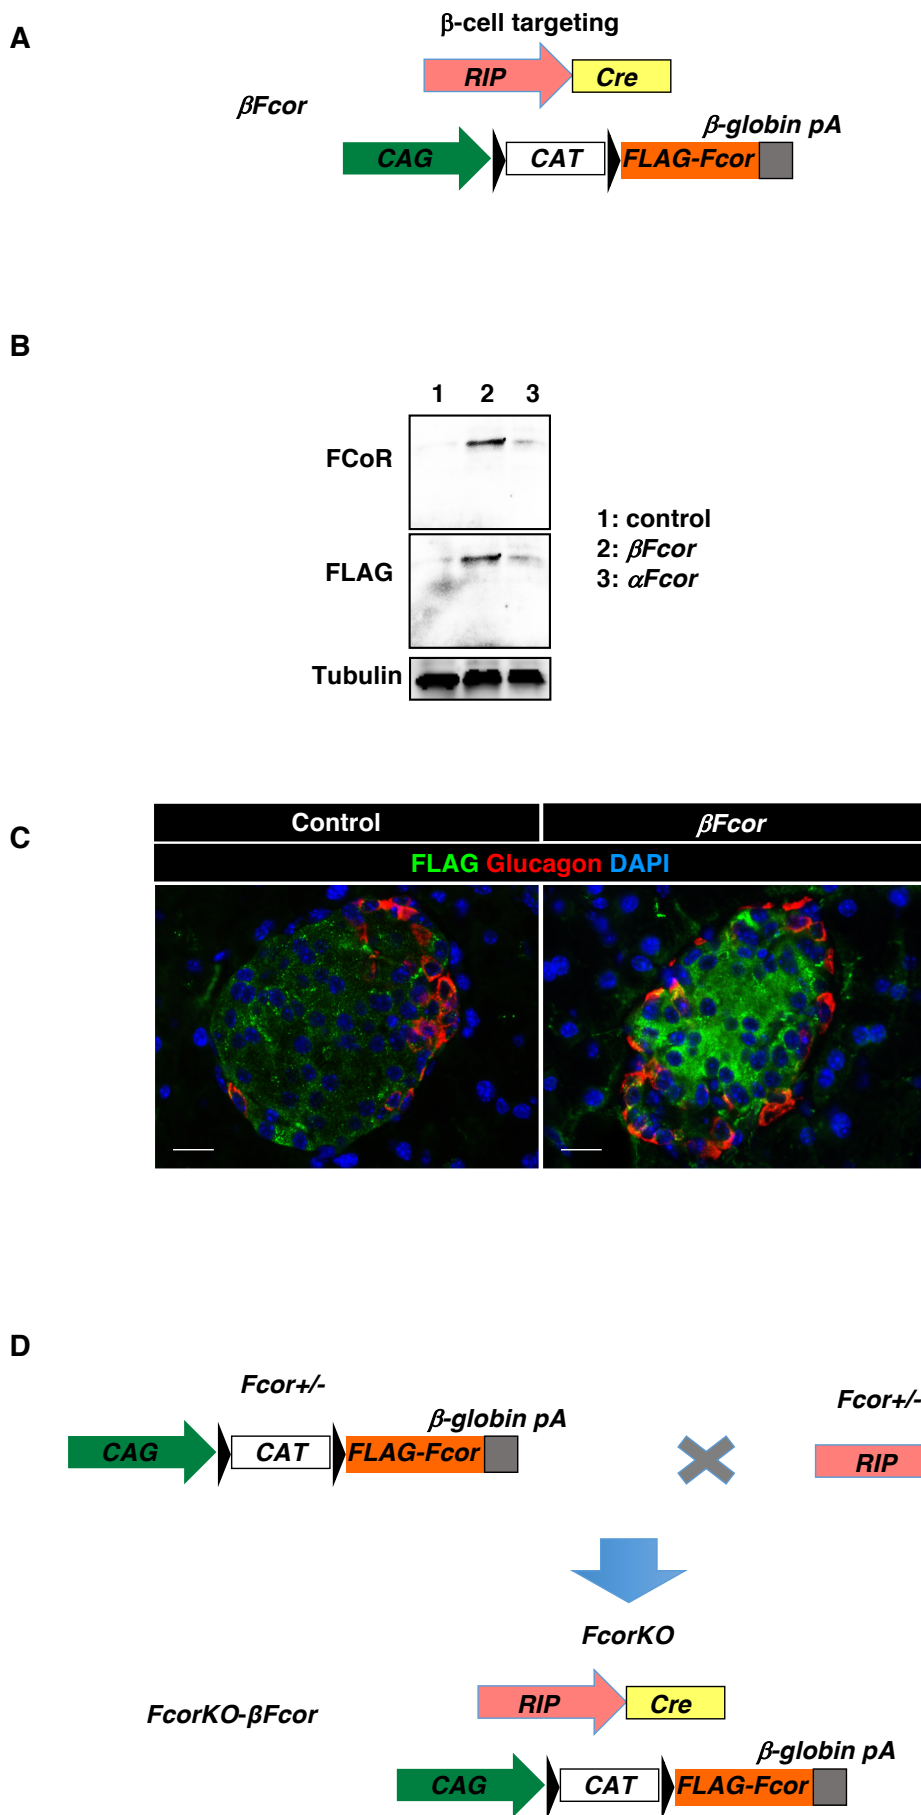 A
β-cell targeting
RIP Cre
βFcor
β-globin pA
CAG CAT FLAG-Fcor
B
1 2 3
FCoR
1: control
2: βFcor
FLAG
3: αFcor
Tubulin
C
Control βFcor
FLAG Glucagon DAPI
D
Fcor+/-
Fcor+/-
β-globin pA
CAG CAT FLAG-Fcor
RIP
FcorKO
RIP Cre
FcorKO-βFcor
β-globin pA
CAG CAT FLAG-Fcor